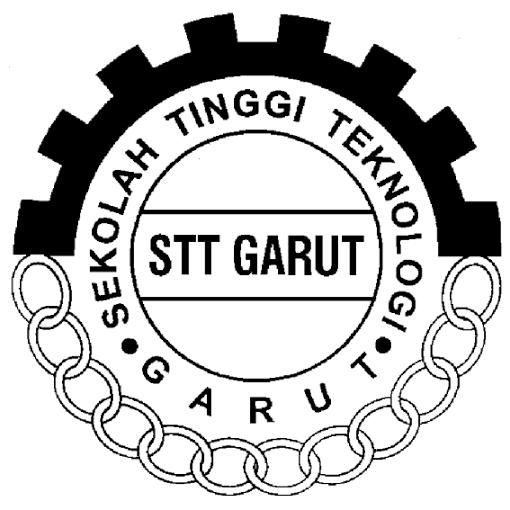 SEKOLAH TINGGI TEKNOLOGI
STT GARUT
• GARUT •